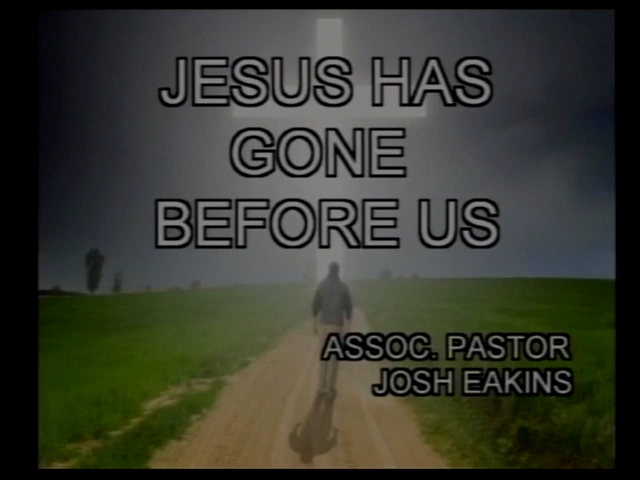 JESUS HAS
GONE
BEFORE US
ASSOC. PASTOR
JOSH EAKINS